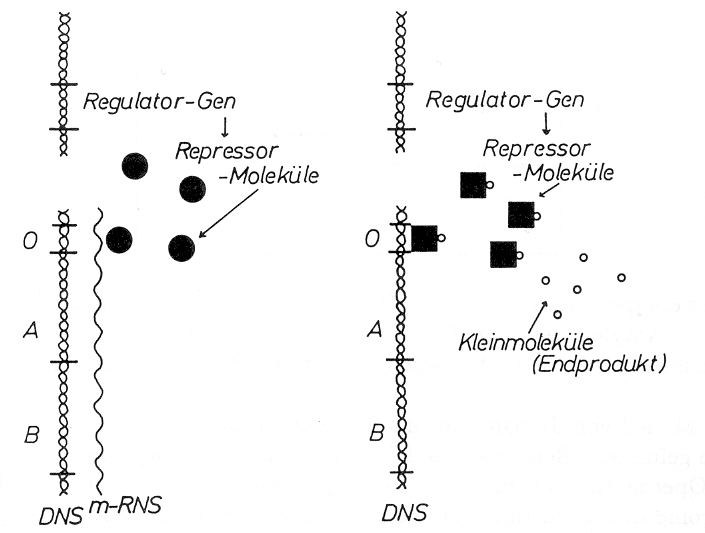 Regulator-Gen
Repressor
-Moleküle
O
A
B
DNS
m-RNS
Regulator-Gen
Repressor
-Moleküle
O
A
Kleinmoleküle
(Endprodukt)
B
DNS